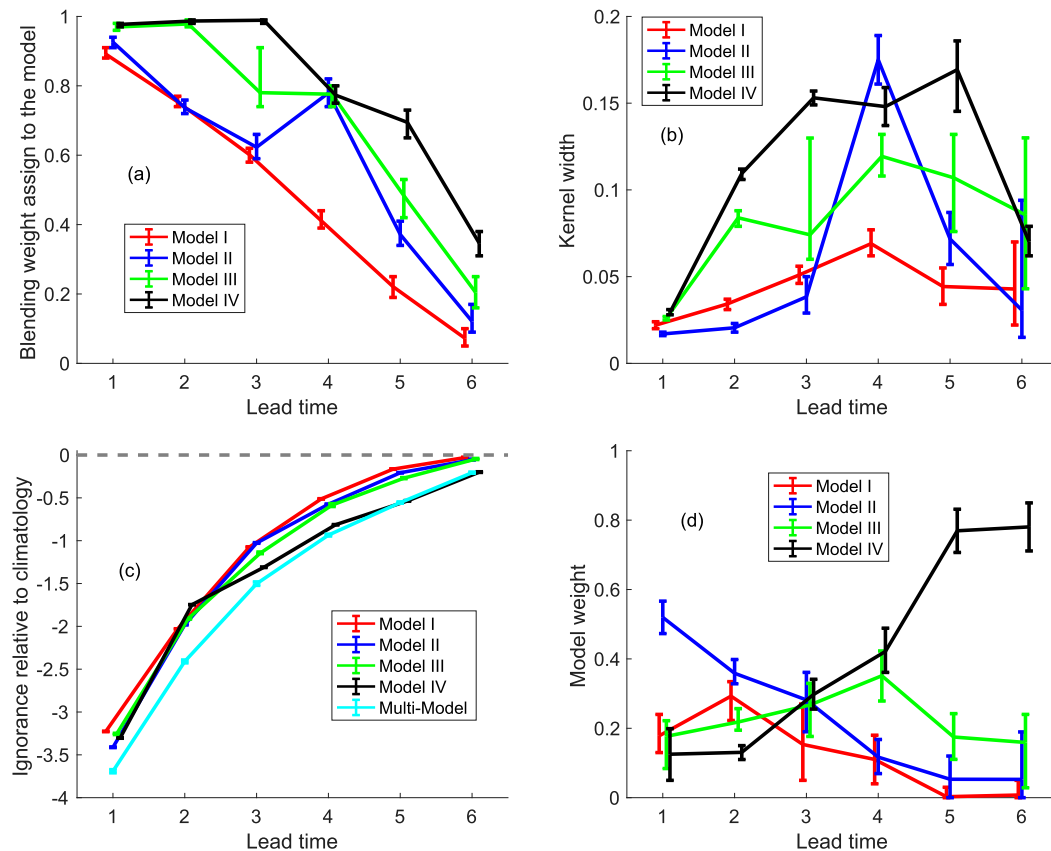 1
0.8
0.6
0.4
0.2
0
Blending weight assign to the model
(a)
Model I
Model II
Model III
Model IV
1 2 3 4 5 6
Lead time
0.2
0.15
0.1
0.05
0
Kernel width
(b)
Model I
Model II
Model III
Model IV
1 2 3 4 5 6
Lead time
0
-0.5
-1
-1.5
-2
-2.5
-3
-3.5
-4
Ignorance relative to climatology
(c)
Model I
Model II
Model III
Model IV
Multi-Model
1 2 3 4 5 6
Lead time
1
0.8
0.6
0.4
0.2
0
Model weight
(d)
Model I
Model II
Model III
Model IV
1 2 3 4 5 6
Lead time